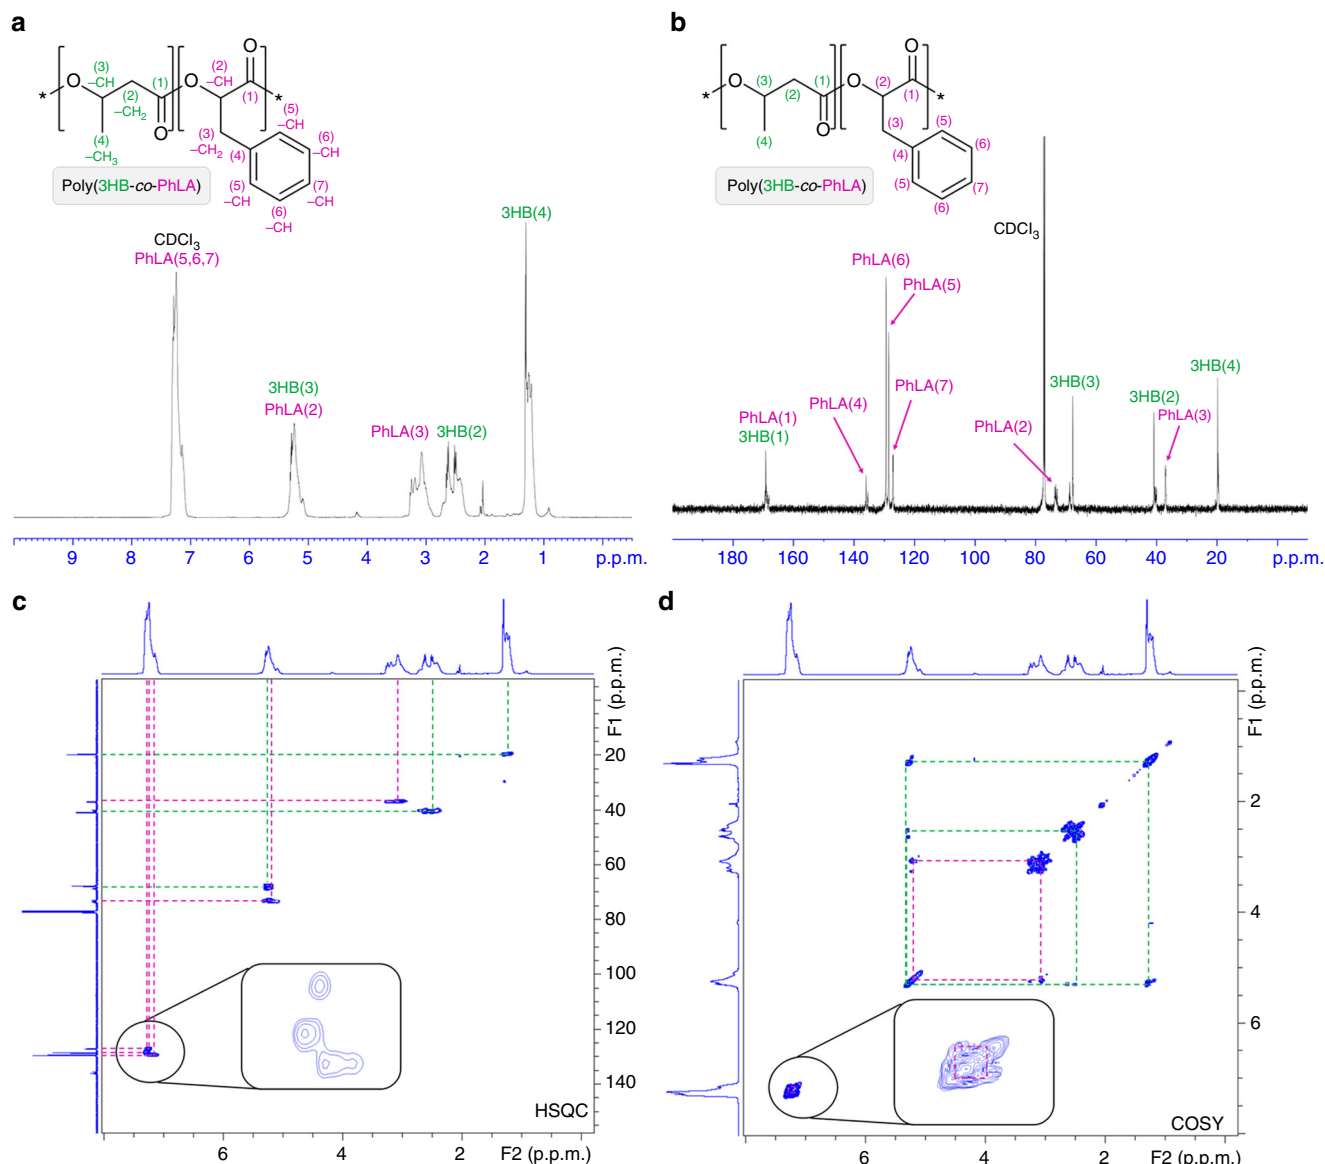 a
O
(3)
–CH
(2)
–CH2
(1)
O
(4)
–CH3
O
(2)
–CH
O
(1)
(3)
–CH2
(4)
(5)
–CH
(6)
–CH
(5)
–CH
(7)
–CH
(6)
–CH
*
*
Poly(3HB-co-PhLA)
CDCl3
PhLA(5,6,7)
3HB(3)
PhLA(2)
PhLA(3)
3HB(2)
3HB(4)
9 8 7 6 5 4 3 2 1 p.p.m.
b
O
(3)
(2)
(1)
O
(4)
O
(2)
O
(1)
(3)
(4)
(5)
(6)
(5)
(7)
(6)
*
*
Poly(3HB-co-PhLA)
CDCl3
PhLA(6)
PhLA(5)
PhLA(7)
PhLA(4)
PhLA(1)
3HB(1)
PhLA(2)
3HB(3)
3HB(2)
PhLA(3)
3HB(4)
180 160 140 120 100 80 60 40 20 p.p.m.
c
F1 (p.p.m.)
20
40
60
80
100
120
140
HSQC
6 4 2 F2 (p.p.m.)
d
F1 (p.p.m.)
2
4
6
COSY
6 4 2 F2 (p.p.m.)